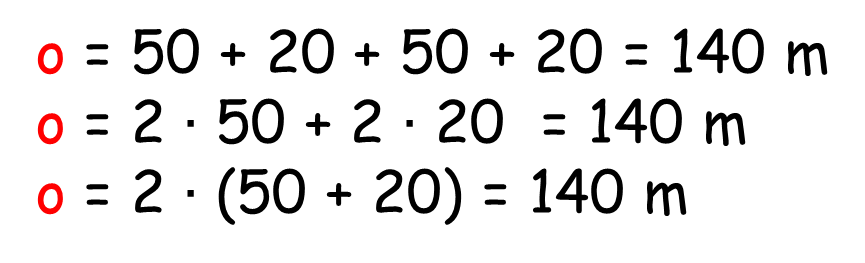 o = 50 + 20 + 50 + 20 = 140 m
o = 2 · 50 + 2 · 20 = 140 m
o = 2 · (50 + 20) = 140 m